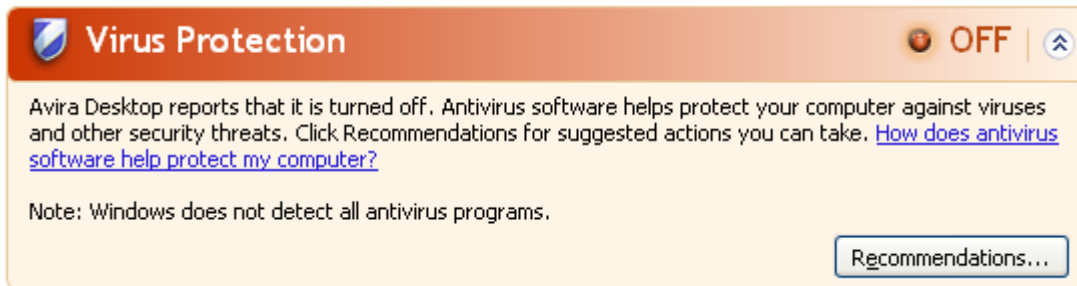 Virus Protection
OFF
Avira Desktop reports that it is turned off. Antivirus software helps protect your computer against viruses
and other security threats. Click Recommendations for suggested actions you can take. How does antivirus
software help protect my computer?
Note: Windows does not detect all antivirus programs.
Recommendations...